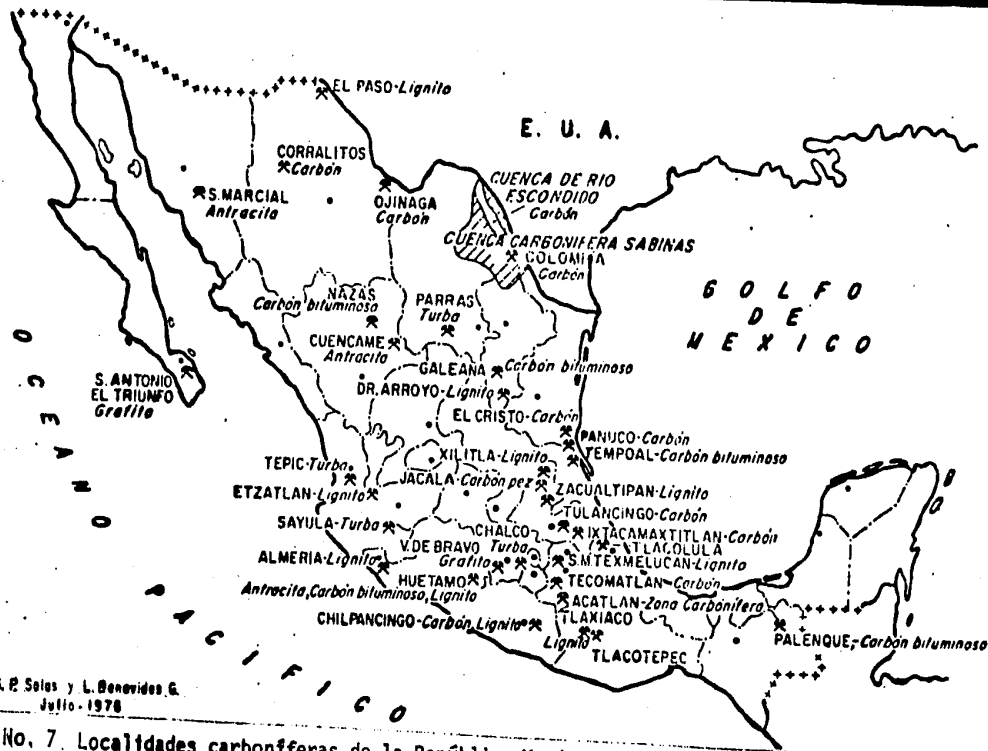 EL PASO-Lignito
E. U. A.
CORRALITOS
Carbón
S. MARCIAL
Antracita
OJINAGA
Carbón
CUENCA DE RIO
ESCONDIDO
Carbón
CUENCA CARBONIFERA SABINAS
COLOMBIA
Carbón
GOLFO
DE
MEXICO
NAZAS
Carbón bituminoso
PARRAS
Turba
CUENCAME
Antracita
GALEANA
Carbón bituminoso
DR. ARROYO-Lignito
S. ANTONIO
EL TRIUNFO
Grafito
EL CRISTO-Carbón
PANUCO-Carbón
TEMPOAL-Carbón bituminoso
XILITLA-Lignito
TEPIC-Turba
JACALA-Carbón pez
ZACUALTIPAN-Lignito
ETZATLAN-Lignito
TULANCINGO-Carbón
SAYULA-Turba
CHALCO
Turba
IXTACAMAXTITLAN-Carbón
TLACOLULA
V. DE BRAVO
Grafito
S.M. TEXMELUCAN-Lignito
ALMERIA-Lignito
HUETAMO
Antracita, Carbón bituminoso, Lignito
TECOMATLAN-Carbón
ACATLAN-Zona Carbonífera
CHILPANCINGO-Carbón, Lignito
TLAXIACO
Lignito
TLACOTEPEC
PALENQUE,-Carbón bituminoso
OCEANO
PACIFICO
P. Salas y L. Benavides G.
Julio-1976
No. 7 Localidades carboníferas de la